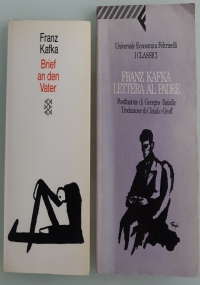 Franz
Kafka
Brief
an den
Vater
Universale Economica Feltrinelli
I CLASSICI
FRANZ KAFKA
LETTERA AL PADRE
Postfazione di Georges Bataille
Traduzione di Claudio Groff